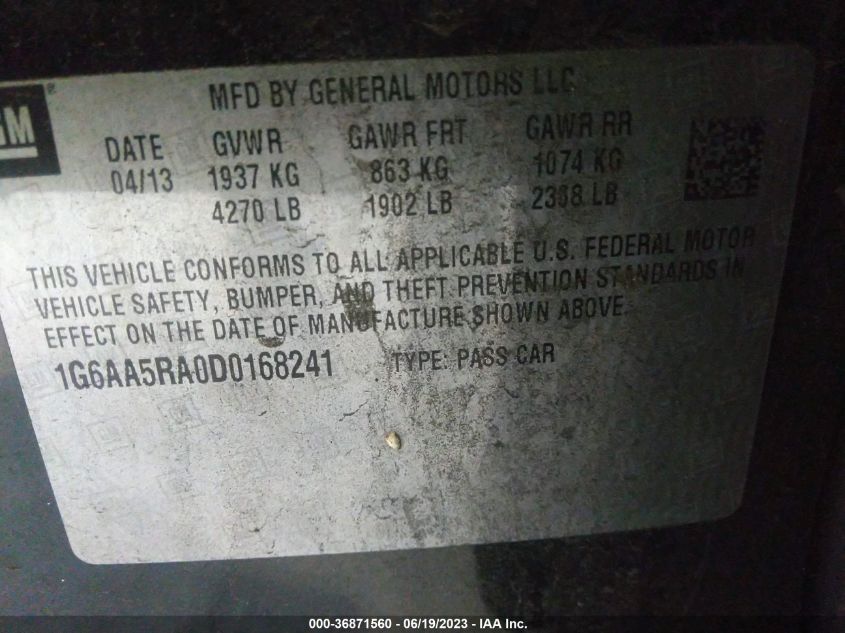 GM
MFD BY GENERAL MOTORS LLC
DATE GVWR GAWR FRT GAWR RR
04/13 1937 KG 863 KG 1074 KG
4270 LB 1902 LB 2368 LB
THIS VEHICLE CONFORMS TO ALL APPLICABLE U.S. FEDERAL MOTOR
VEHICLE SAFETY, BUMPER, AND THEFT PREVENTION STANDARDS IN
EFFECT ON THE DATE OF MANUFACTURE SHOWN ABOVE.
1G6AA5RA0D0168241 TYPE: PASS CAR
000-36871560 - 06/19/2023 - IAA Inc.